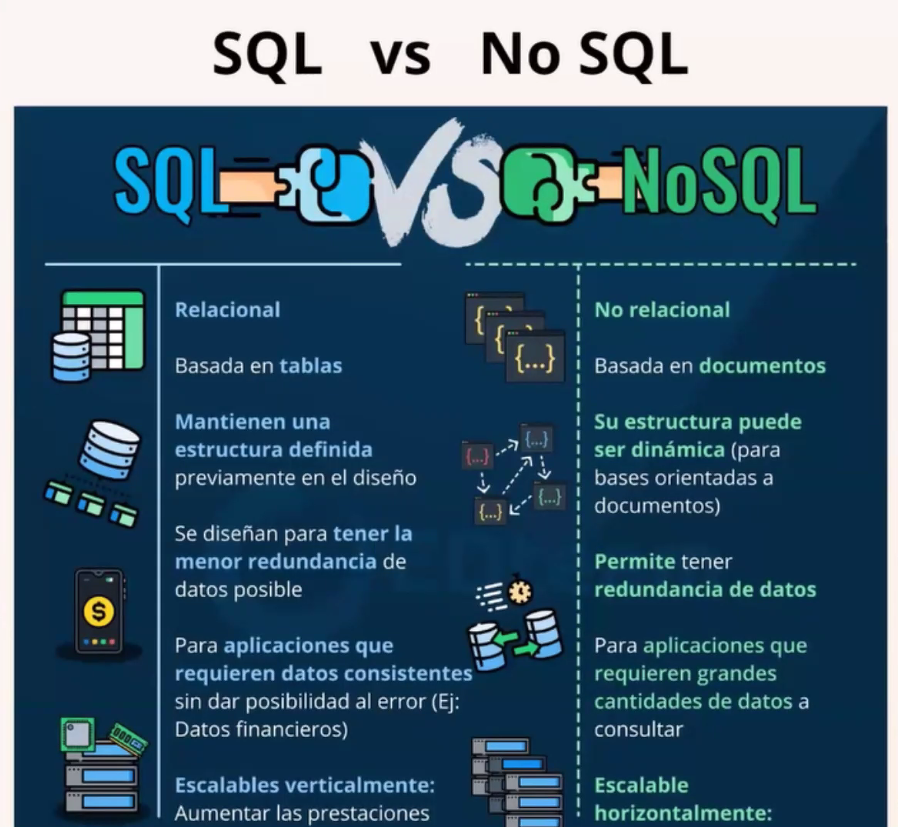 SQL vs No SQL
SQL VS NoSQL
Relacional
Basada en tablas
Mantienen una
estructura definida
previamente en el diseño
Se diseñan para tener la
menor redundancia de
datos posible
Para aplicaciones que
requieren datos consistentes
sin dar posibilidad al error (Ej:
Datos financieros)
Escalables verticalmente:
Aumentar las prestaciones
No relacional
Basada en documentos
Su estructura puede
ser dinámica (para
bases orientadas a
documentos)
Permite tener
redundancia de datos
Para aplicaciones que
requieren grandes
cantidades de datos a
consultar
Escalable
horizontalmente: